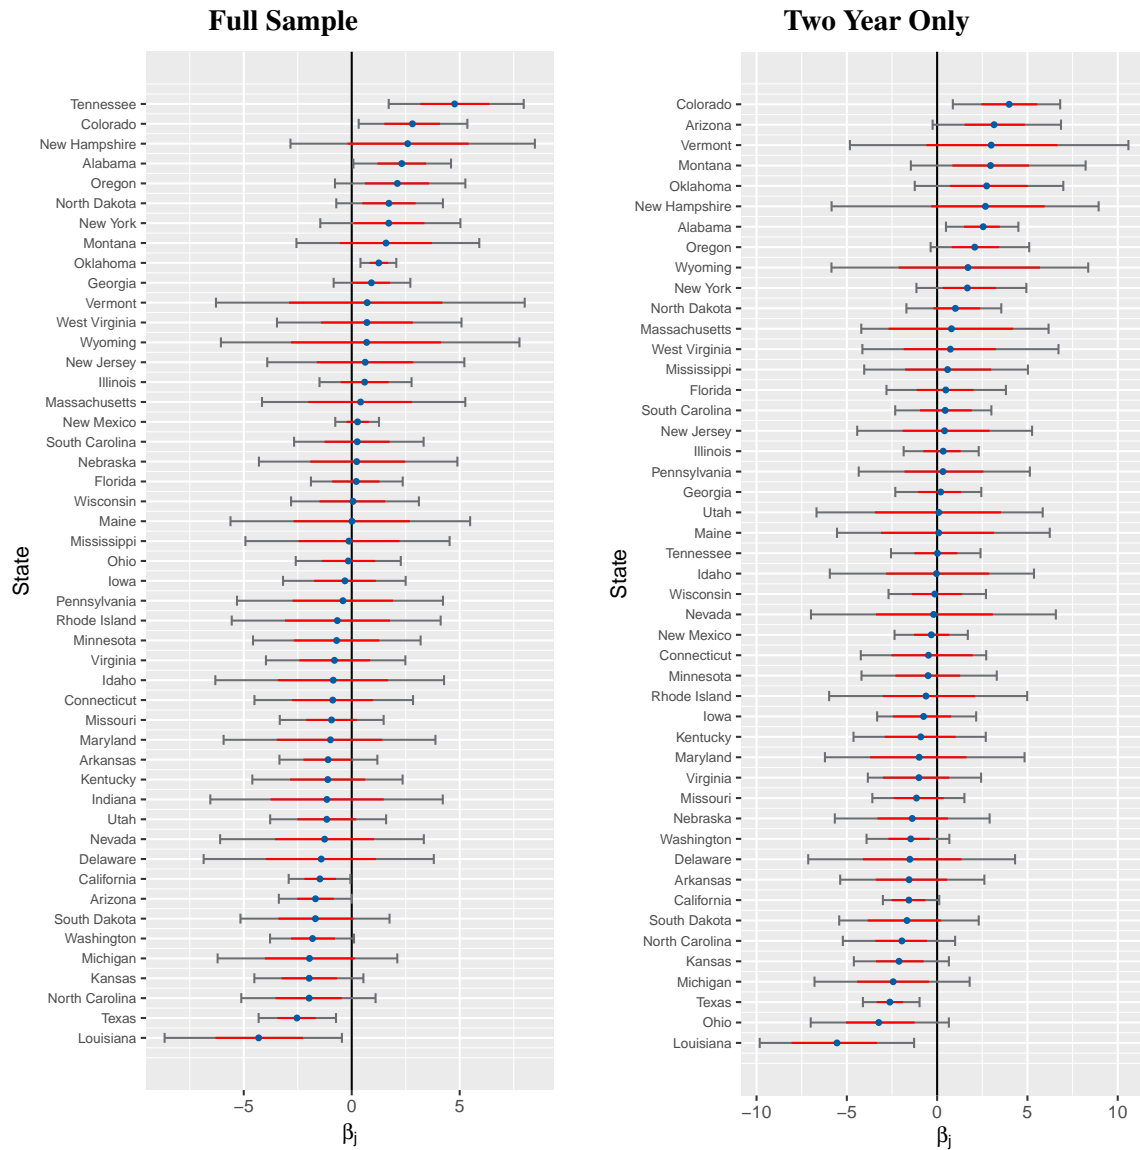 Full Sample
Tennessee
Colorado
New Hampshire
Alabama
Oregon
North Dakota
New York
Montana
Oklahoma
Georgia
Vermont
West Virginia
Wyoming
New Jersey
Illinois
Massachusetts
New Mexico
South Carolina
Nebraska
Florida
Wisconsin
Maine
Mississippi
Ohio
Iowa
Pennsylvania
Rhode Island
Minnesota
Virginia
Idaho
Connecticut
Missouri
Maryland
Arkansas
Kentucky
Indiana
Utah
Nevada
Delaware
California
Arizona
South Dakota
Washington
Michigan
Kansas
North Carolina
Texas
Louisiana
State
−5 0 5
βj
Two Year Only
Colorado
Arizona
Vermont
Montana
Oklahoma
New Hampshire
Alabama
Oregon
Wyoming
New York
North Dakota
Massachusetts
West Virginia
Mississippi
Florida
South Carolina
New Jersey
Illinois
Pennsylvania
Georgia
Utah
Maine
Tennessee
Idaho
Wisconsin
Nevada
New Mexico
Connecticut
Minnesota
Rhode Island
Iowa
Kentucky
Maryland
Virginia
Missouri
Nebraska
Washington
Delaware
Arkansas
California
South Dakota
North Carolina
Kansas
Michigan
Texas
Ohio
Louisiana
State
−10 −5 0 5 10
βj